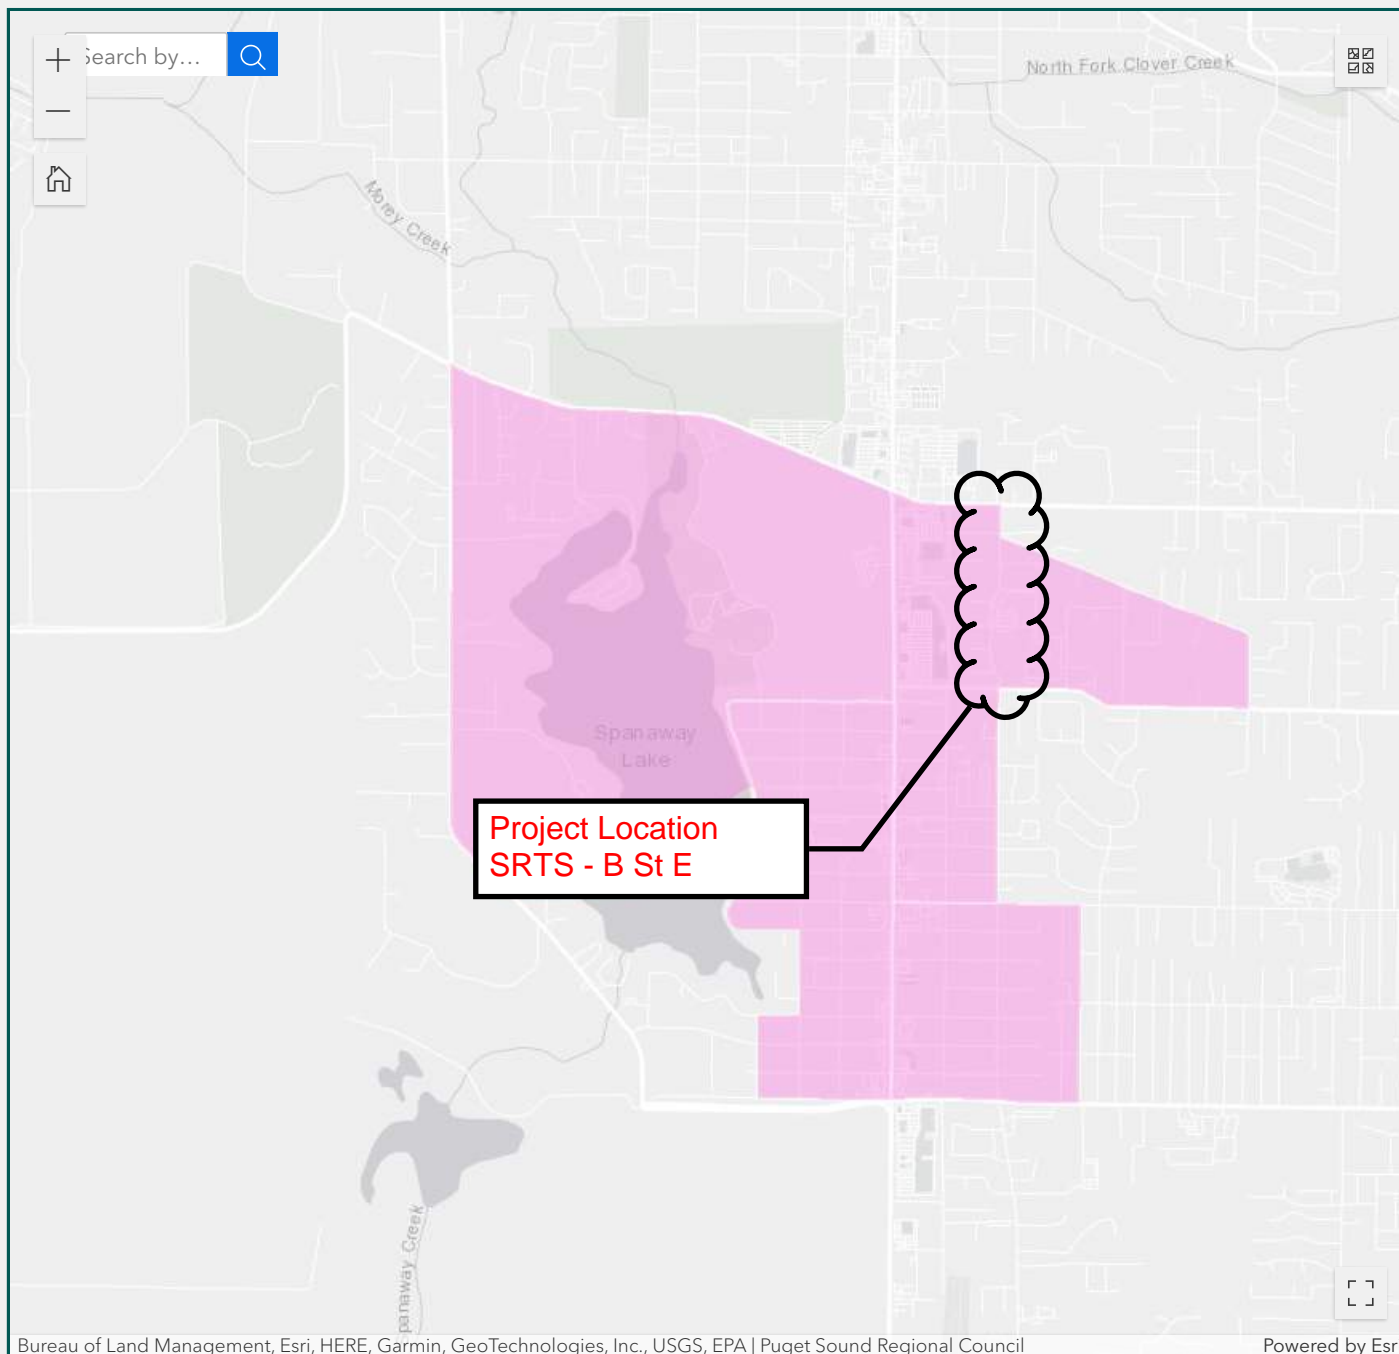 Search by...
North Fork Clover Creek
Morey Creek
Spanaway
Lake
Project Location
SRTS - B St E
panaway Creek
Bureau of Land Management, Esri, HERE, Garmin, GeoTechnologies, Inc., USGS, EPA | Puget Sound Regional Council
Powered by Esr